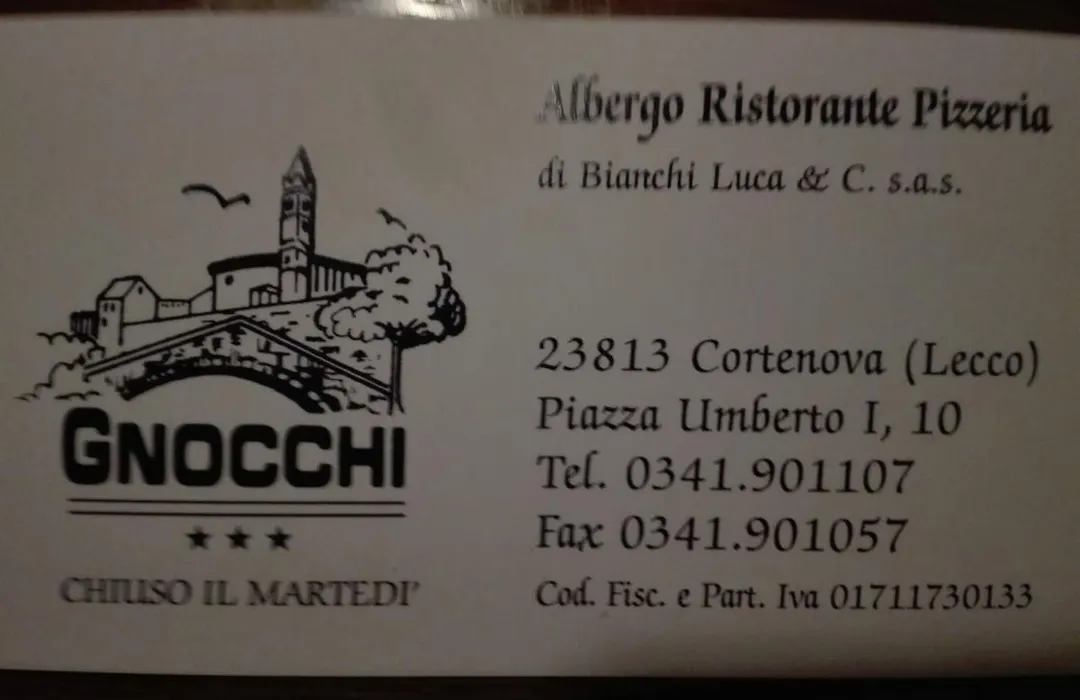 Albergo Ristorante Pizzeria
di Bianchi Luca & C. s.a.s.
GNOCCHI
CHIUSO IL MARTEDI'
23813 Cortenova (Lecco)
Piazza Umberto I, 10
Tel. 0341.901107
Fax 0341.901057
Cod. Fisc. e Part. Iva 01711730133